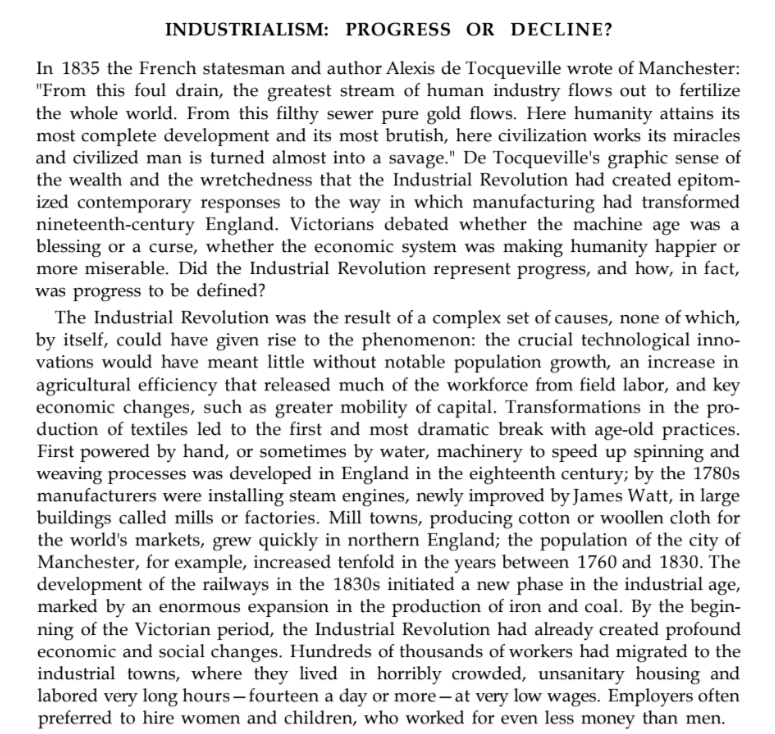 INDUSTRIALISM: PROGRESS OR DECLINE?
In 1835 the French statesman and author Alexis de Tocqueville wrote of Manchester:
"From this foul drain, the greatest stream of human industry flows out to fertilize
the whole world. From this filthy sewer pure gold flows. Here humanity attains its
most complete development and its most brutish, here civilization works its miracles
and civilized man is turned almost into a savage." De Tocqueville's graphic sense of
the wealth and the wretchedness that the Industrial Revolution had created epitom-
ized contemporary responses to the way in which manufacturing had transformed
nineteenth-century England. Victorians debated whether the machine age was a
blessing or a curse, whether the economic system was making humanity happier or
more miserable. Did the Industrial Revolution represent progress, and how, in fact,
was progress to be defined?
The Industrial Revolution was the result of a complex set of causes, none of which,
by itself, could have given rise to the phenomenon: the crucial technological inno-
vations would have meant little without notable population growth, an increase in
agricultural efficiency that released much of the workforce from field labor, and key
economic changes, such as greater mobility of capital. Transformations in the pro-
duction of textiles led to the first and most dramatic break with age-old practices.
First powered by hand, or sometimes by water, machinery to speed up spinning and
weaving processes was developed in England in the eighteenth century; by the 1780s
manufacturers were installing steam engines, newly improved by James Watt, in large
buildings called mills or factories. Mill towns, producing cotton or woollen cloth for
the world's markets, grew quickly in northern England; the population of the city of
Manchester, for example, increased tenfold in the years between 1760 and 1830. The
development of the railways in the 1830s initiated a new phase in the industrial age,
marked by an enormous expansion in the production of iron and coal. By the begin-
ning of the Victorian period, the Industrial Revolution had already created profound
economic and social changes. Hundreds of thousands of workers had migrated to the
industrial towns, where they lived in horribly crowded, unsanitary housing and
labored very long hours—fourteen a day or more—at very low wages. Employers often
preferred to hire women and children, who worked for even less money than men.